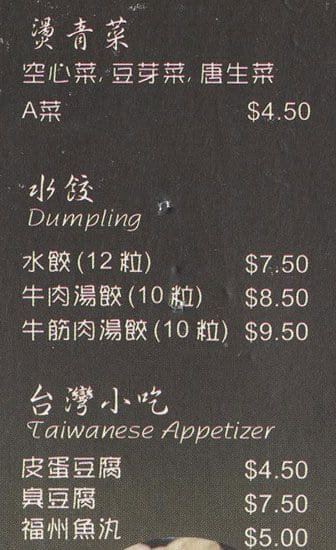 燙青菜
空心菜, 豆芽菜, 唐生菜
A菜 $4.50
水餃
Dumpling
水餃 (12 粒) $7.50
牛肉湯餃 (10 粒) $8.50
牛筋肉湯餃 (10 粒) $9.50
台灣小吃
Taiwanese Appetizer
皮蛋豆腐 $4.50
臭豆腐 $7.50
福州魚丸 $5.00